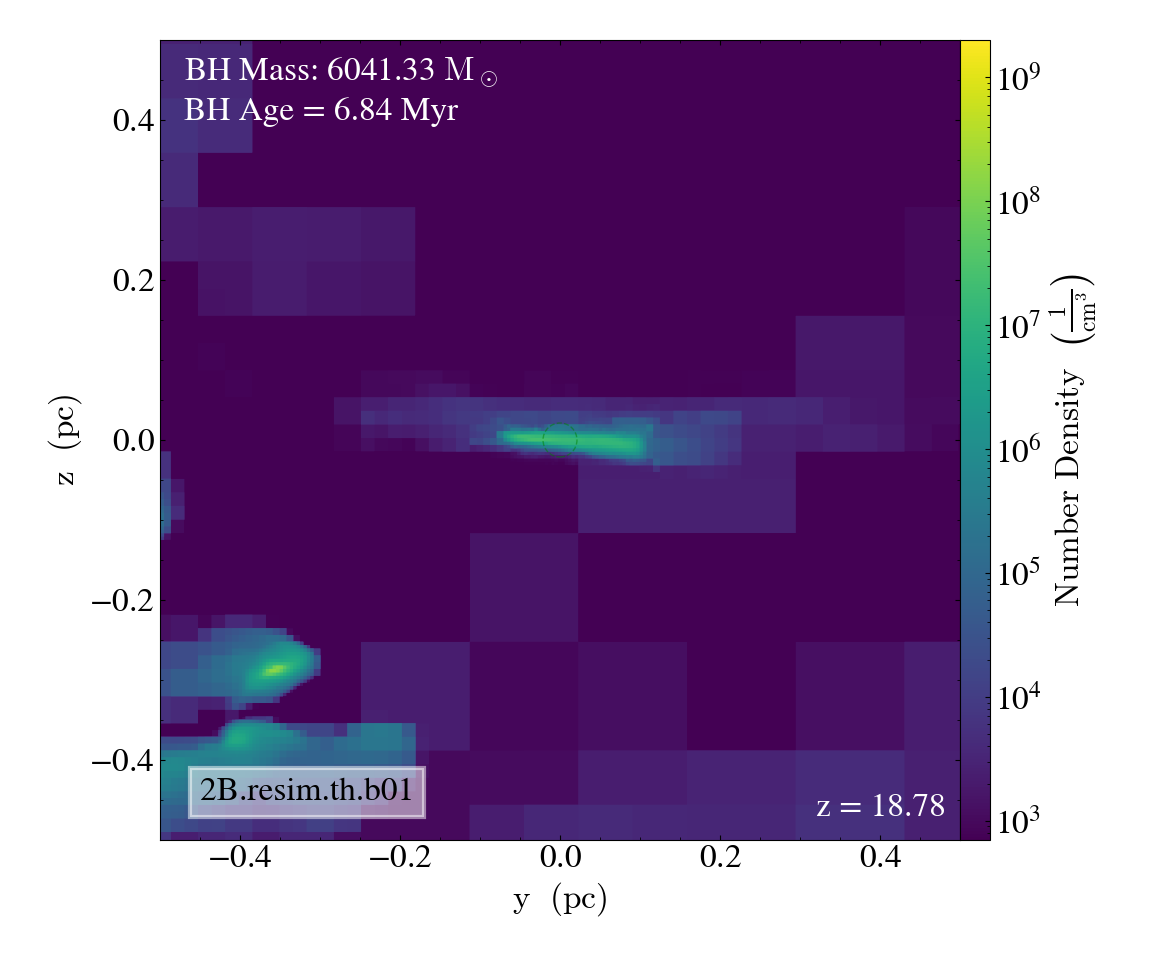 BH Mass: 6041.33 M⊙
BH Age = 6.84 Myr
0.4
0.2
0.0
−0.2
−0.4
z (pc)
2B.resim.th.b01
z = 18.78
−0.4 −0.2 0.0 0.2 0.4
y (pc)
10⁹
10⁸
10⁷
10⁶
10⁵
10⁴
10³
Number Density (1/cm³)